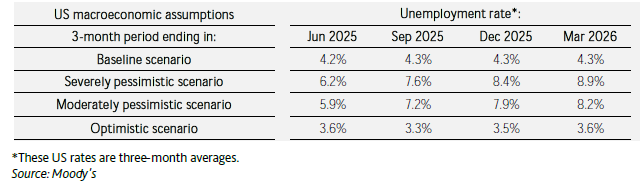 US macroeconomic assumptions Unemployment rate*:
3-month period ending in: Jun 2025 Sep 2025 Dec 2025 Mar 2026
Baseline scenario 4.2% 4.3% 4.3% 4.3%
Severely pessimistic scenario 6.2% 7.6% 8.4% 8.9%
Moderately pessimistic scenario 5.9% 7.2% 7.9% 8.2%
Optimistic scenario 3.6% 3.3% 3.5% 3.6%
*These US rates are three-month averages.
Source: Moody's